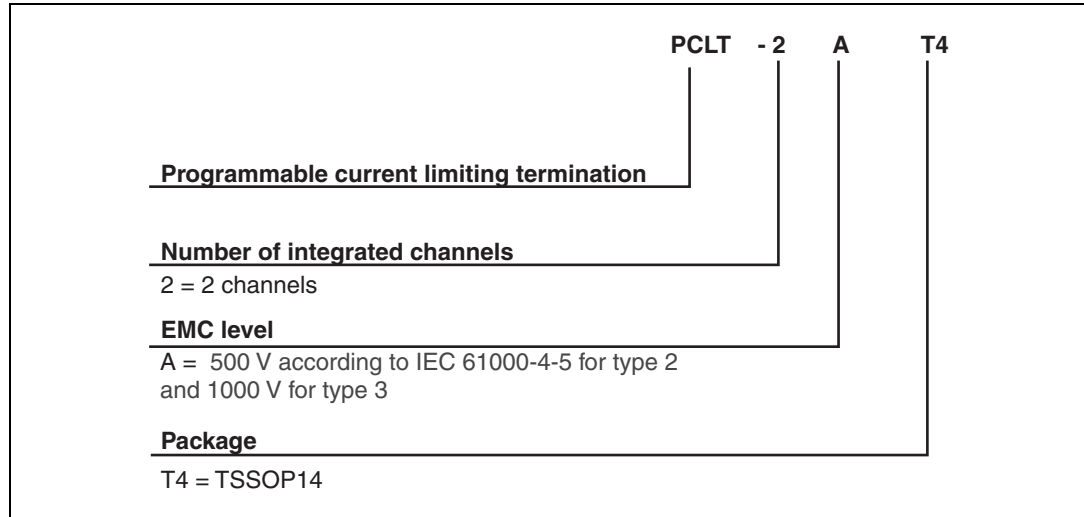 PCLT - 2 A T4
Programmable current limiting termination
Number of integrated channels
2 = 2 channels
EMC level
A = 500 V according to IEC 61000-4-5 for type 2
and 1000 V for type 3
Package
T4 = TSSOP14